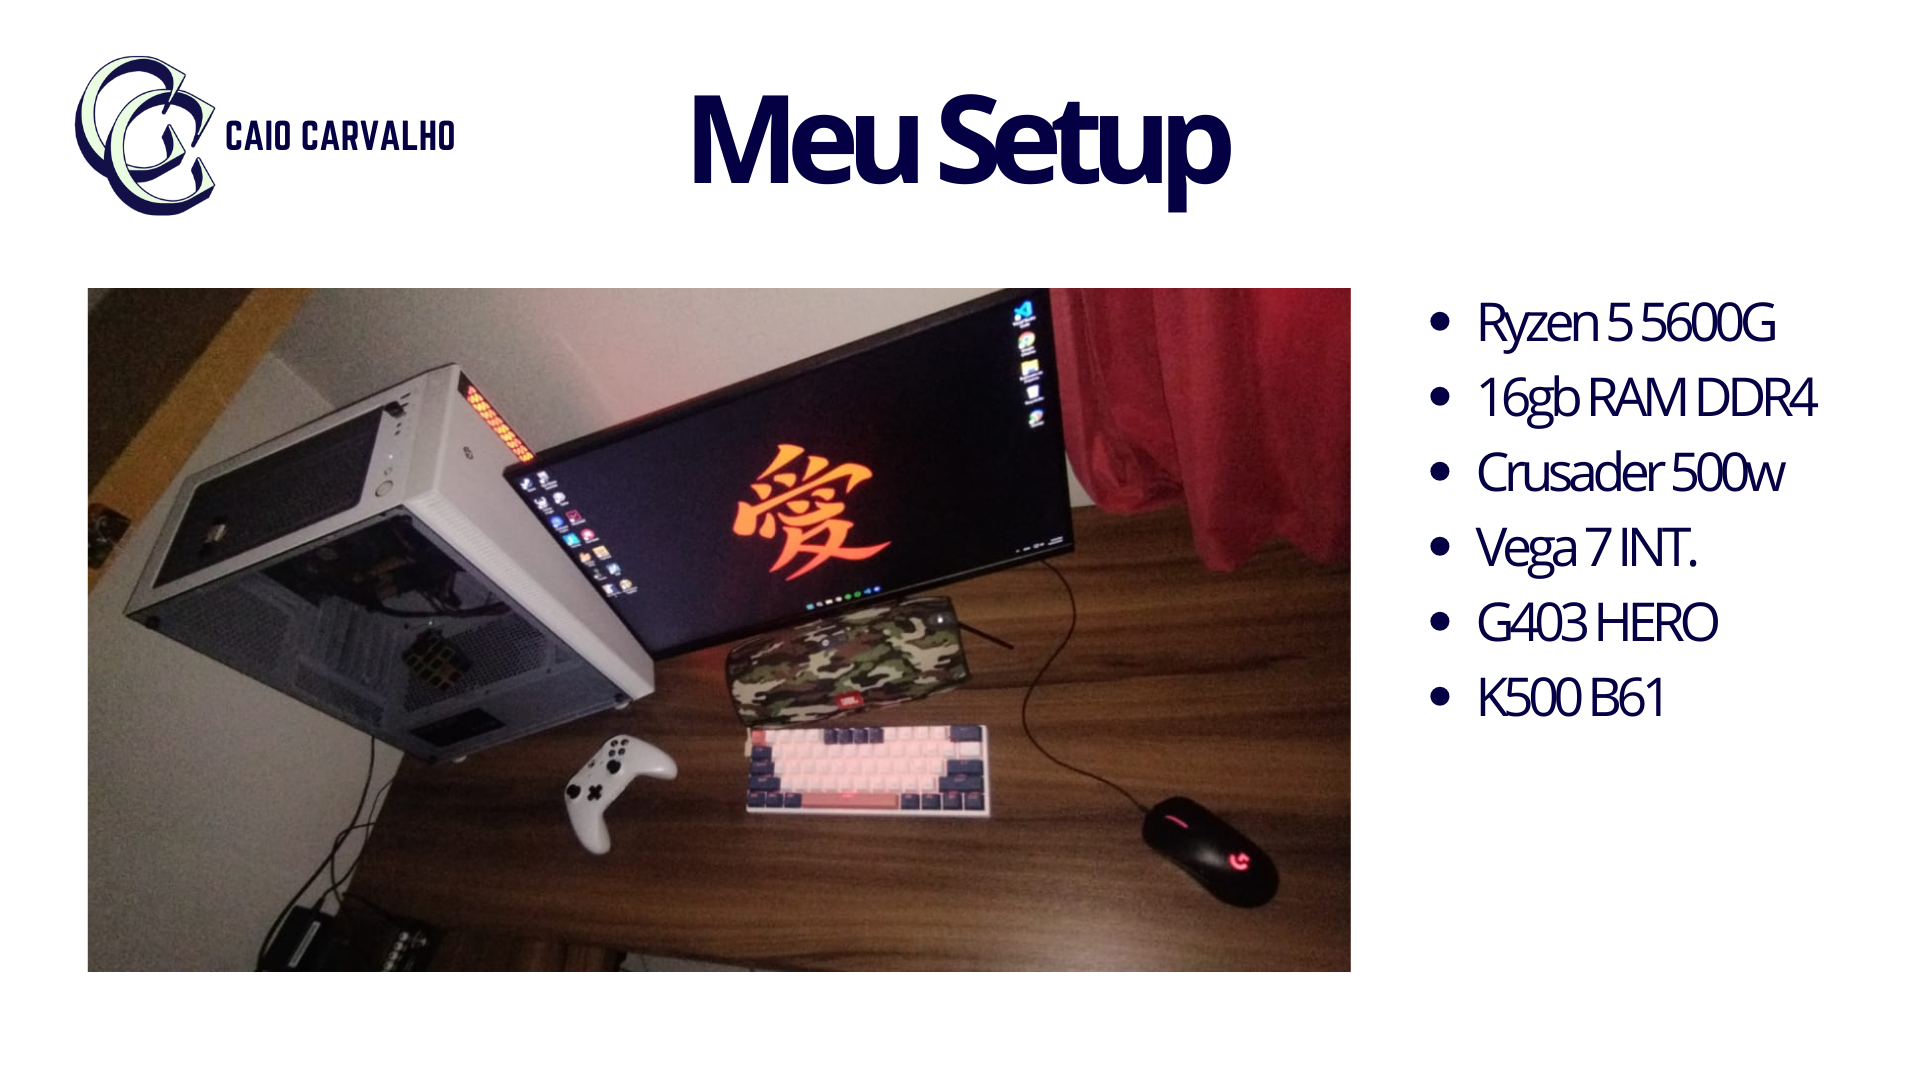 CAIO CARVALHO
Meu Setup
Ryzen 5 5600G
16gb RAM DDR4
Crusader 500w
Vega 7 INT.
G403 HERO
K500 B61
愛
JBL